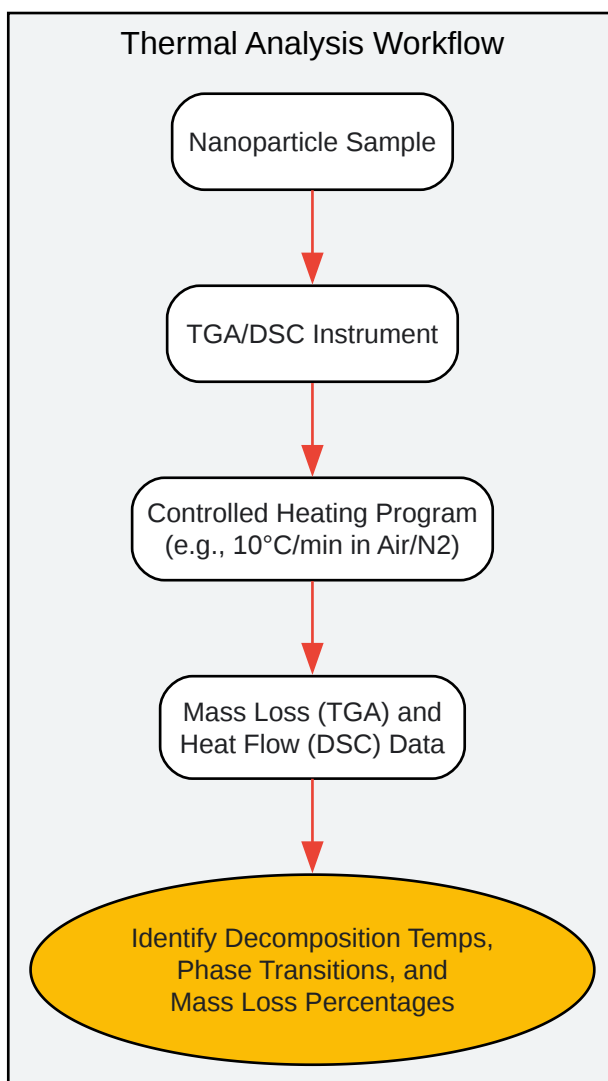 Thermal Analysis Workflow
Nanoparticle Sample
TGA/DSC Instrument
Controlled Heating Program
(e.g., 10°C/min in Air/N2)
Mass Loss (TGA) and
Heat Flow (DSC) Data
Identify Decomposition Temps,
Phase Transitions, and
Mass Loss Percentages